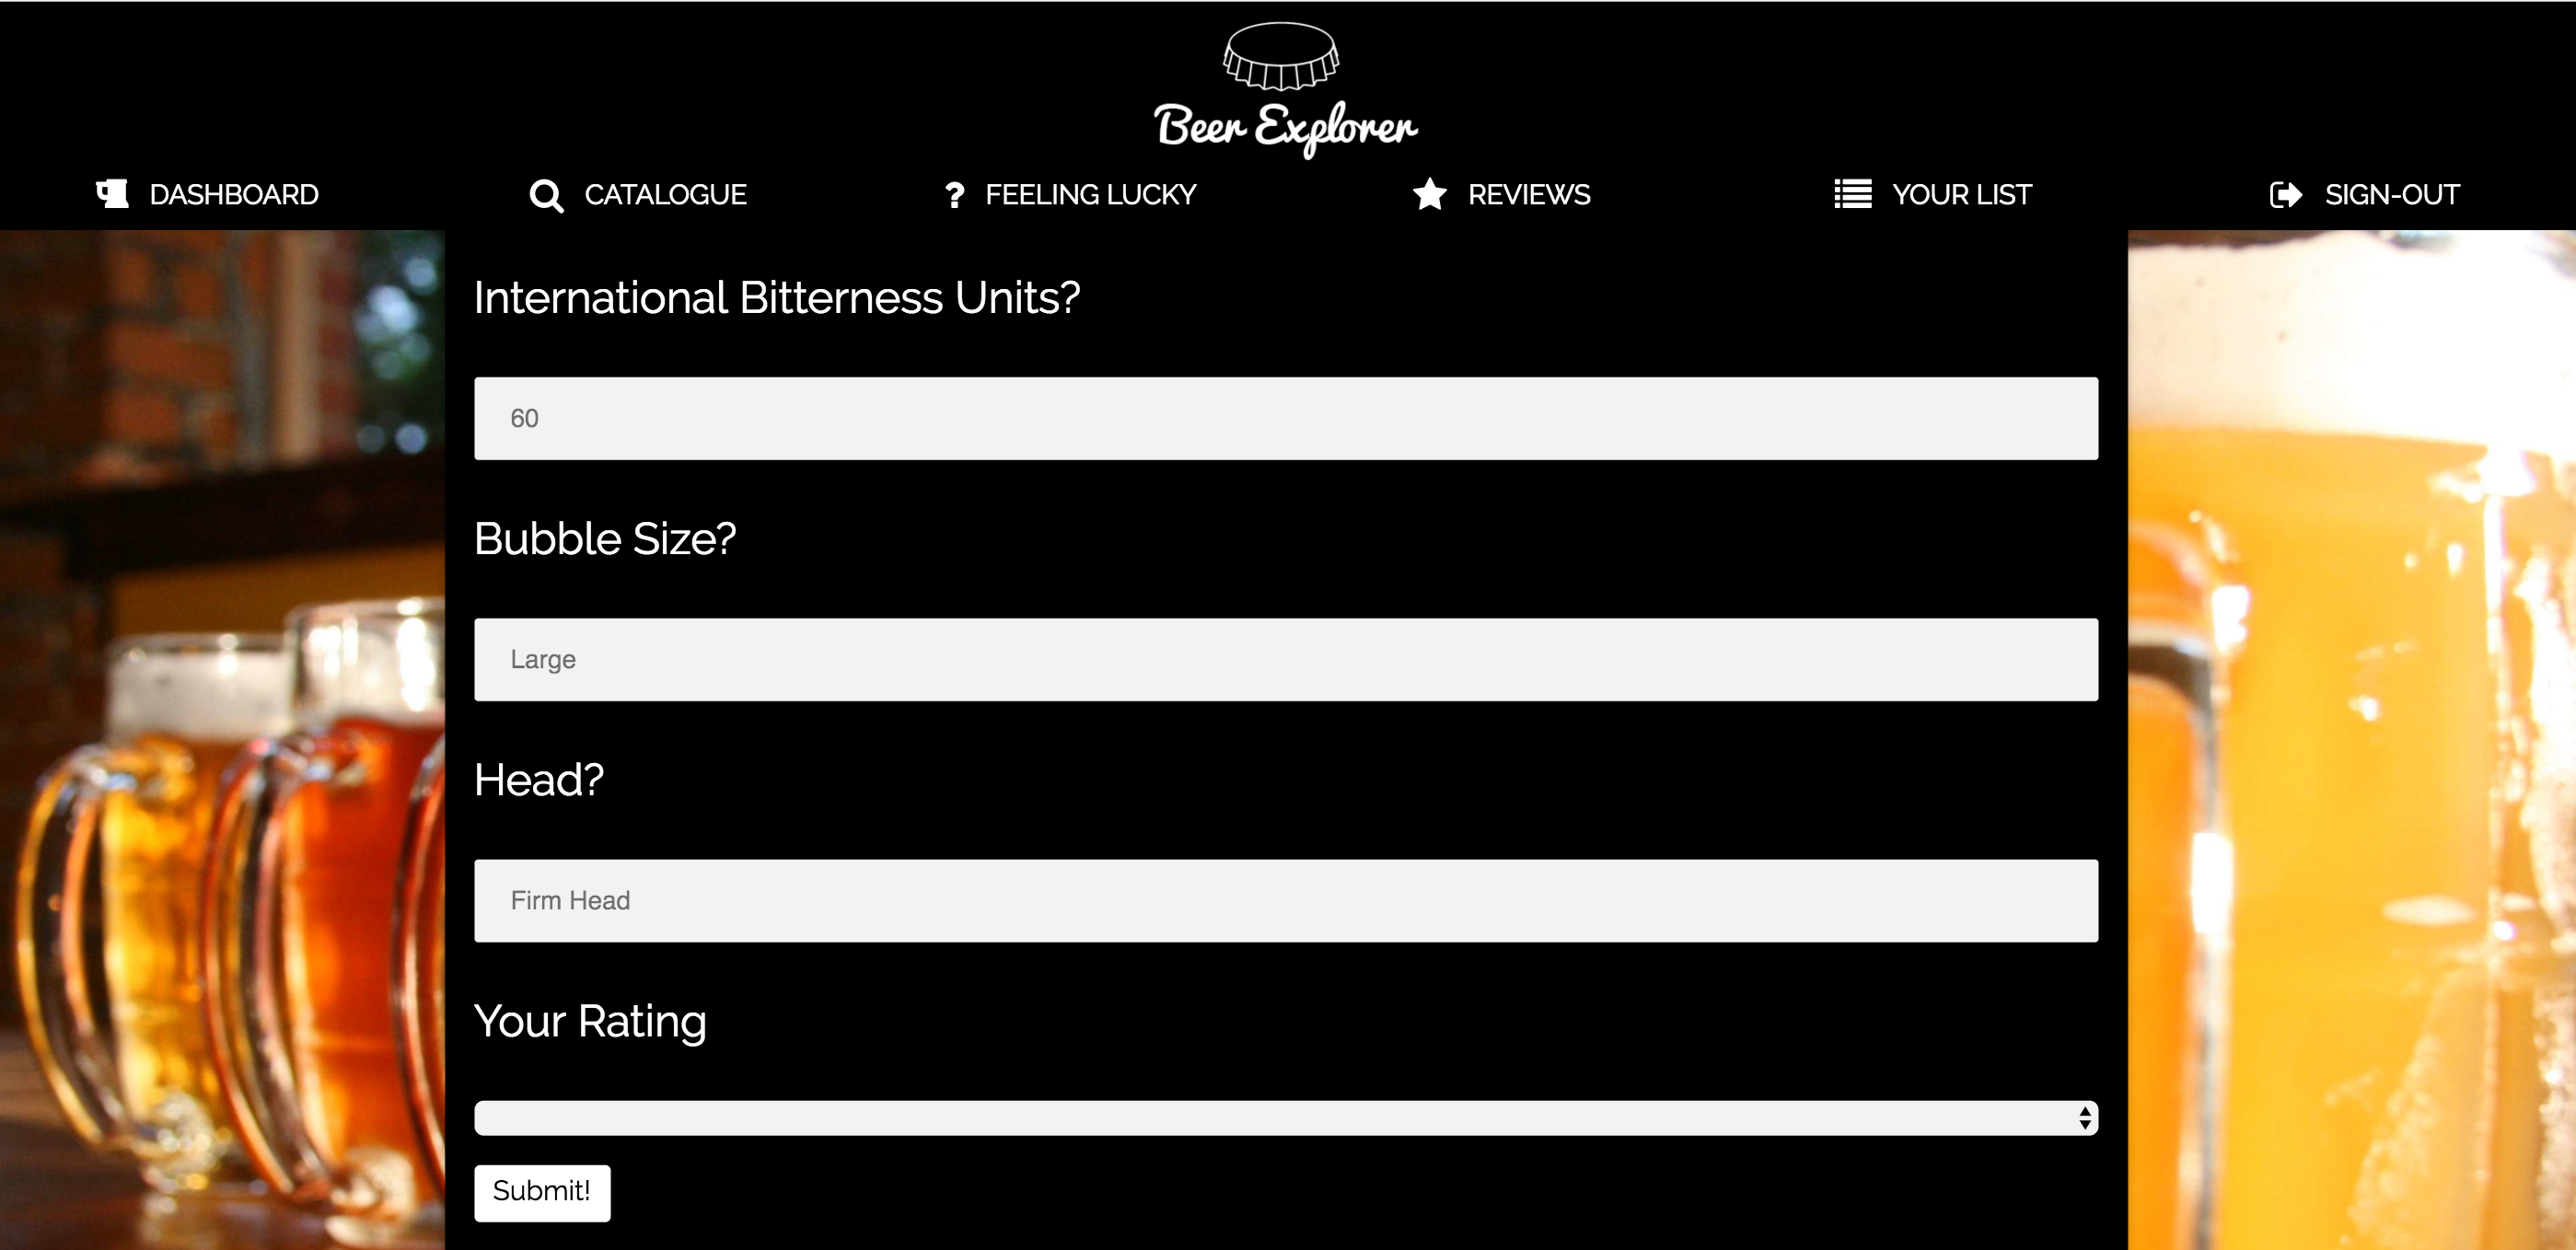 Beer Explorer
DASHBOARD CATALOGUE ? FEELING LUCKY REVIEWS YOUR LIST SIGN-OUT
International Bitterness Units?
60
Bubble Size?
Large
Head?
Firm Head
Your Rating
Submit!